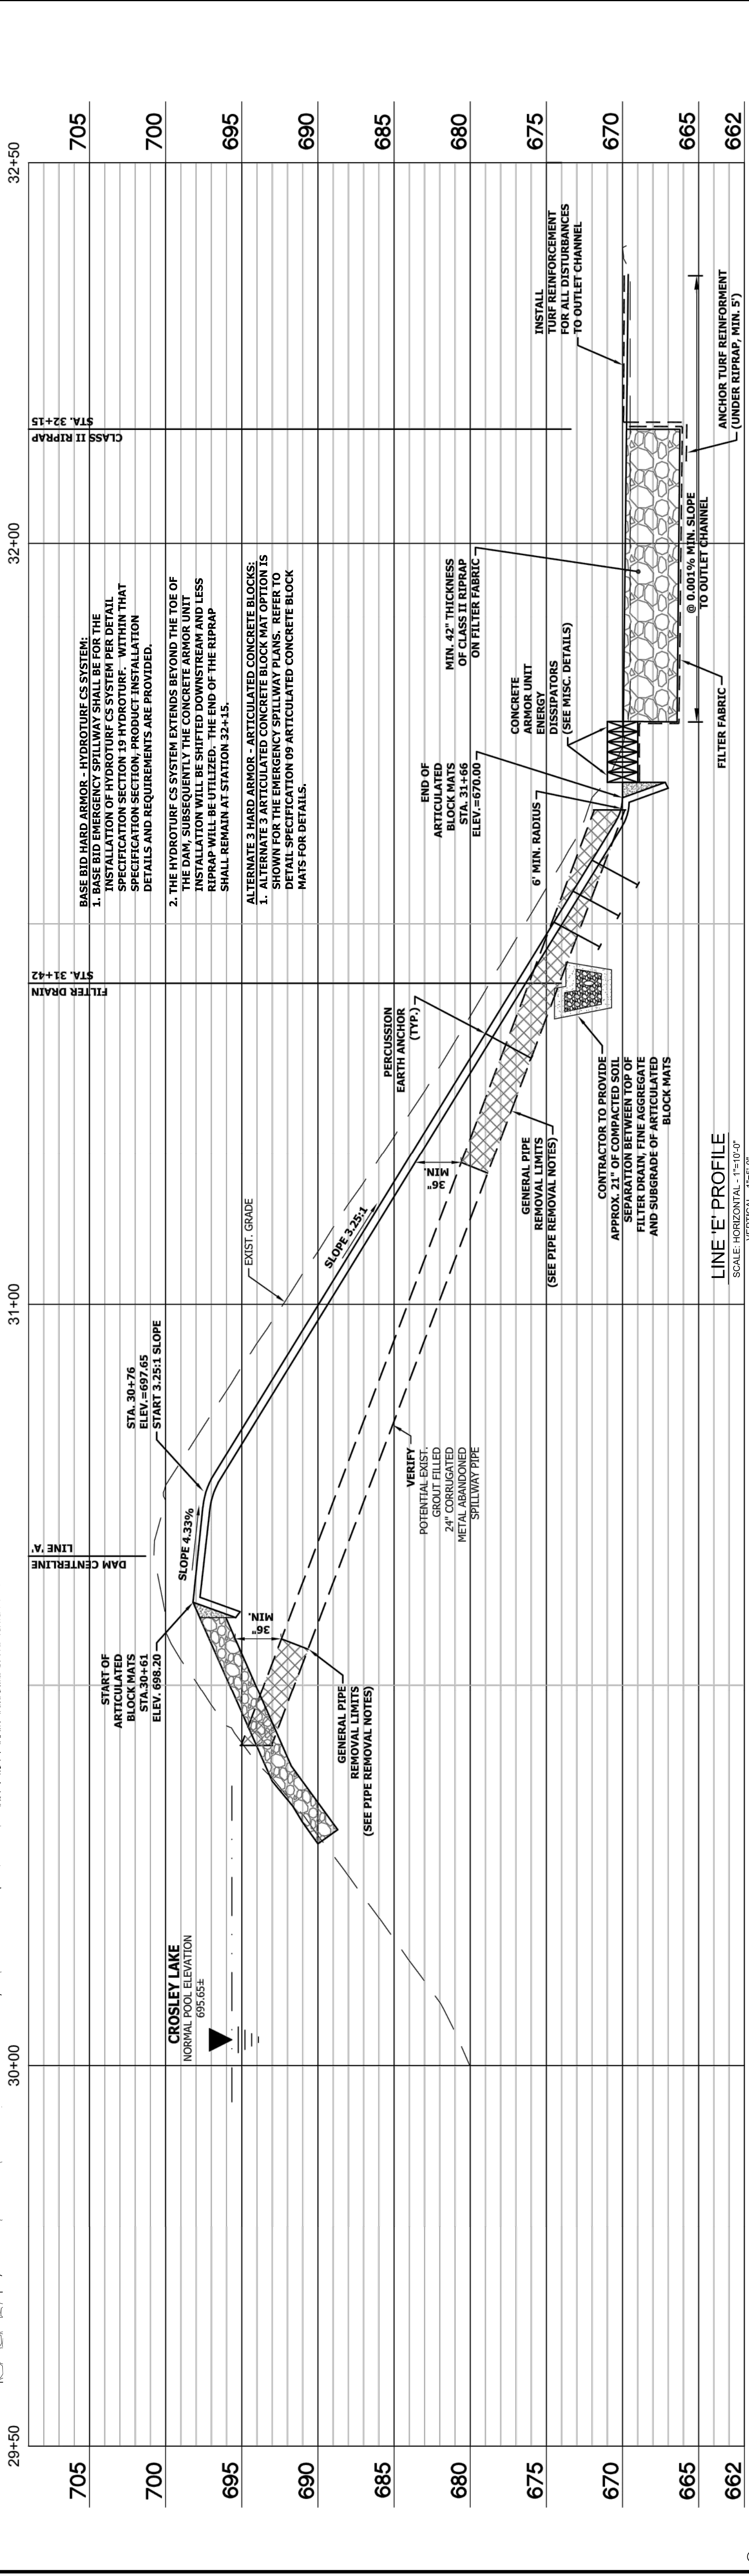 29+50
30+00
31+00
32+00
32+50
705
700
695
690
685
680
675
670
665
662
705
700
695
690
685
680
675
670
665
662
CROSLEY LAKE
NORMAL POOL ELEVATION
695.65±
START OF
ARTICULATED
BLOCK MATS
STA.30+61
ELEV. 698.20
DAM CENTERLINE
LINE 'A'
SLOPE 4.33%
STA. 30+76
ELEV.=697.65
START 3.25:1 SLOPE
36"
MIN.
GENERAL PIPE
REMOVAL LIMITS
(SEE PIPE REMOVAL NOTES)
EXIST. GRADE
SLOPE 3.25:1
VERIFY
POTENTIAL EXIST.
GROUT FILLED
24" CORRUGATED
METAL ABANDONED
SPILLWAY PIPE
36"
MIN.
PERCUSSION
EARTH ANCHOR
(TYP.)
GENERAL PIPE
REMOVAL LIMITS
(SEE PIPE REMOVAL NOTES)
FILTER DRAIN
STA. 31+42
CONTRACTOR TO PROVIDE
APPROX. 21" OF COMPACTED SOIL
SEPARATION BETWEEN TOP OF
FILTER DRAIN, FINE AGGREGATE
AND SUBGRADE OF ARTICULATED
BLOCK MATS
BASE BID HARD ARMOR - HYDROTURF CS SYSTEM:
1. BASE BID EMERGENCY SPILLWAY SHALL BE FOR THE
INSTALLATION OF HYDROTURF CS SYSTEM PER DETAIL
SPECIFICATION SECTION 19 HYDROTURF. WITHIN THAT
SPECIFICATION SECTION, PRODUCT INSTALLATION
DETAILS AND REQUIREMENTS ARE PROVIDED.
2. THE HYDROTURF CS SYSTEM EXTENDS BEYOND THE TOE OF
THE DAM, SUBSEQUENTLY THE CONCRETE ARMOR UNIT
INSTALLATION WILL BE SHIFTED DOWNSTREAM AND LESS
RIPRAP WILL BE UTILIZED. THE END OF THE RIPRAP
SHALL REMAIN AT STATION 32+15.
ALTERNATE 3 HARD ARMOR - ARTICULATED CONCRETE BLOCKS:
1. ALTERNATE 3 ARTICULATED CONCRETE BLOCK MAT OPTION IS
SHOWN FOR THE EMERGENCY SPILLWAY PLANS. REFER TO
DETAIL SPECIFICATION 09 ARTICULATED CONCRETE BLOCK
MATS FOR DETAILS.
END OF
ARTICULATED
BLOCK MATS
STA. 31+66
ELEV.=670.00
6' MIN. RADIUS
CONCRETE
ARMOR UNIT
ENERGY
DISSIPATORS
(SEE MISC. DETAILS)
MIN. 42" THICKNESS
OF CLASS II RIPRAP
ON FILTER FABRIC
CLASS II RIPRAP
STA. 32+15
INSTALL
TURF REINFORCEMENT
FOR ALL DISTURBANCES
TO OUTLET CHANNEL
@ 0.001% MIN. SLOPE
TO OUTLET CHANNEL
FILTER FABRIC
ANCHOR TURF REINFORMENT
(UNDER RIPRAP, MIN. 5')
LINE 'E' PROFILE
SCALE: HORIZONTAL - 1"=10'-0"